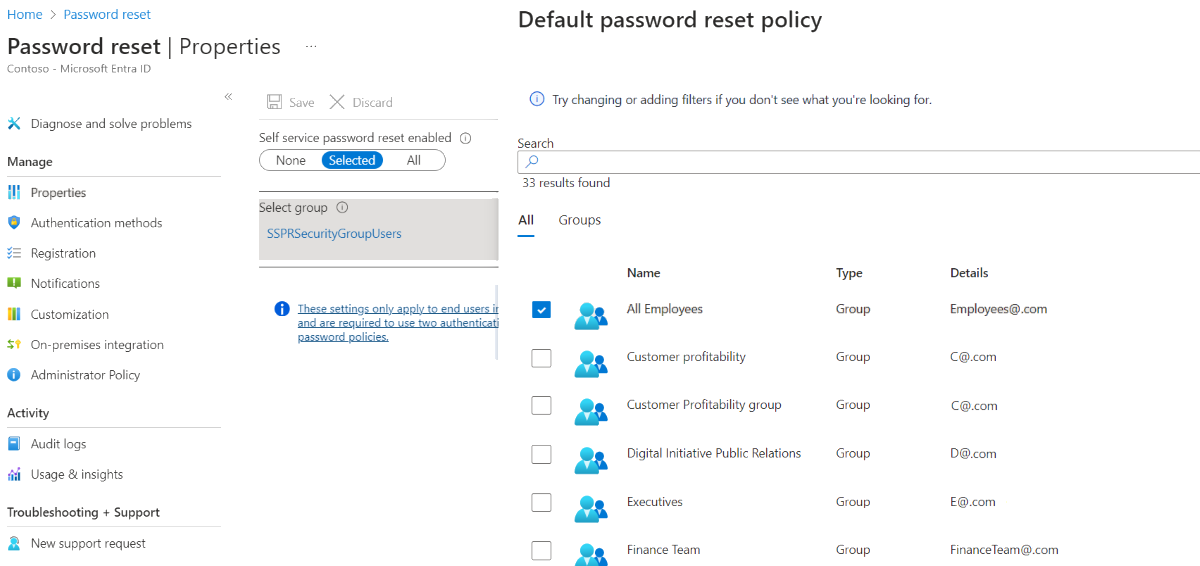 Home > Password reset
Password reset | Properties ...
Contoso - Microsoft Entra ID
«
Diagnose and solve problems
Manage
Properties
Authentication methods
Registration
Notifications
Customization
On-premises integration
Administrator Policy
Activity
Audit logs
Usage & insights
Troubleshooting + Support
New support request
Save Discard
Self service password reset enabled
None Selected All
Select group
SSPRSecurityGroupUsers
These settings only apply to end users in
and are required to use two authenticati
password policies.
Default password reset policy
Try changing or adding filters if you don't see what you're looking for.
Search
33 results found
All Groups
Name Type Details
All Employees Group Employees@.com
Customer profitability Group C@.com
Customer Profitability group Group C@.com
Digital Initiative Public Relations Group D@.com
Executives Group E@.com
Finance Team Group FinanceTeam@.com